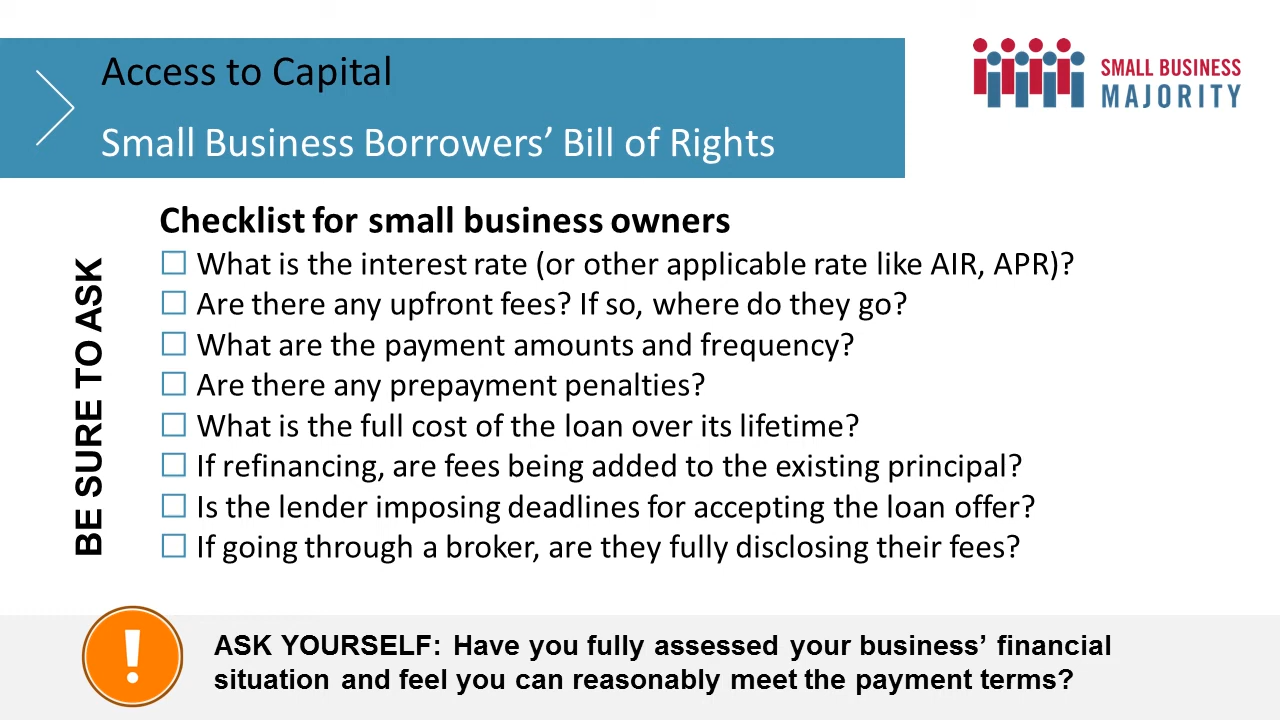 Access to Capital
Small Business Borrowers’ Bill of Rights
SMALL BUSINESS
MAJORITY
BE SURE TO ASK
Checklist for small business owners
☐ What is the interest rate (or other applicable rate like AIR, APR)?
☐ Are there any upfront fees? If so, where do they go?
☐ What are the payment amounts and frequency?
☐ Are there any prepayment penalties?
☐ What is the full cost of the loan over its lifetime?
☐ If refinancing, are fees being added to the existing principal?
☐ Is the lender imposing deadlines for accepting the loan offer?
☐ If going through a broker, are they fully disclosing their fees?
!
ASK YOURSELF: Have you fully assessed your business’ financial
situation and feel you can reasonably meet the payment terms?